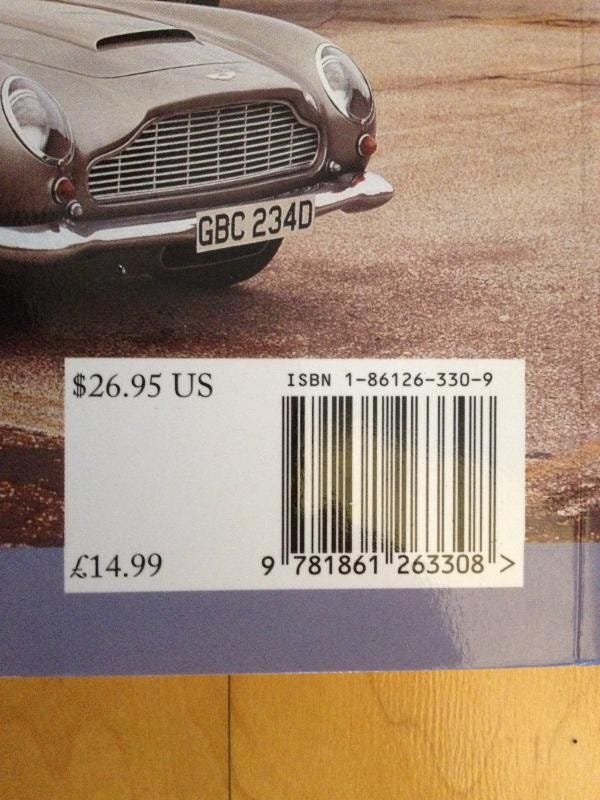 GBC 234D
$26.95 US
ISBN 1-86126-330-9
£14.99
9 781861 263308 >